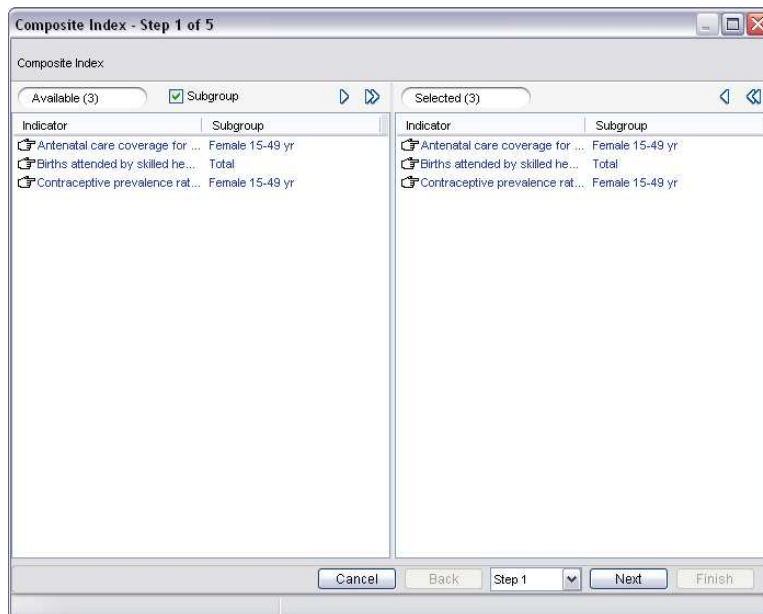 Composite Index - Step 1 of 5
Composite Index
Available (3) Subgroup
Indicator Subgroup
Antenatal care coverage for ... Female 15-49 yr
Births attended by skilled he... Total
Contraceptive prevalence rat... Female 15-49 yr
Selected (3)
Indicator Subgroup
Antenatal care coverage for ... Female 15-49 yr
Births attended by skilled he... Total
Contraceptive prevalence rat... Female 15-49 yr
Cancel Back Step 1 Next Finish